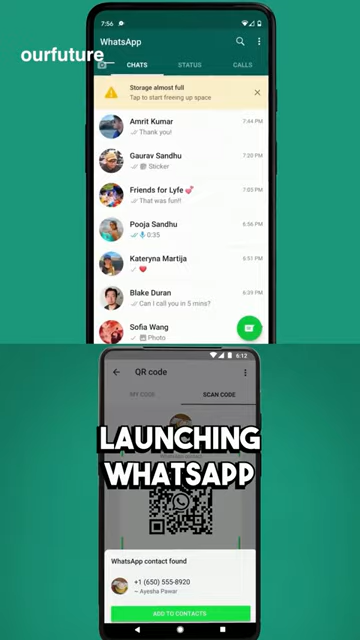 7:56
WhatsApp
ourfuture
CHATS
STATUS
CALLS
Storage almost full
Tap to start freeing up space
Amrit Kumar
7:44 PM
Thank you!
Gaurav Sandhu
7:20 PM
Sticker
Friends for Lyfe 💞
7:03 PM
That was fun!!
Pooja Sandhu
6:56 PM
0:35
Kateryna Martija
6:51 PM
❤️
Blake Duran
6:39 PM
Can I call you in 5 mins?
Sofia Wang
Photo
6:12
QR code
MY CODE
SCAN CODE
LAUNCHING
WHATSAPP
WhatsApp contact found
+1 (650) 555-8920
~ Ayesha Pawar
ADD TO CONTACTS